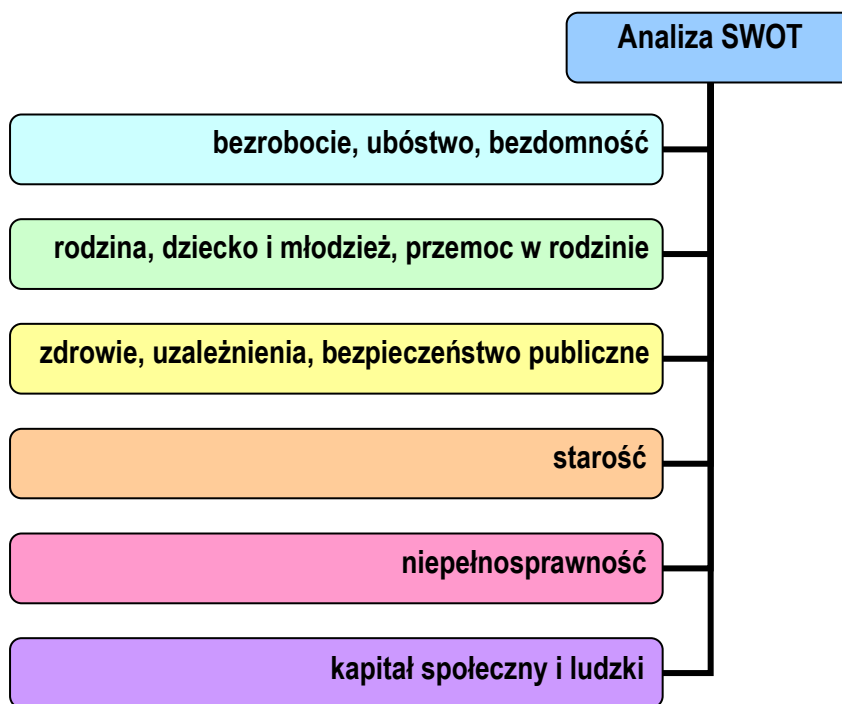 Analiza SWOT
bezrobocie, ubóstwo, bezdomność
rodzina, dziecko i młodzież, przemoc w rodzinie
zdrowie, uzależnienia, bezpieczeństwo publiczne
starość
niepełnosprawność
kapitał społeczny i ludzki